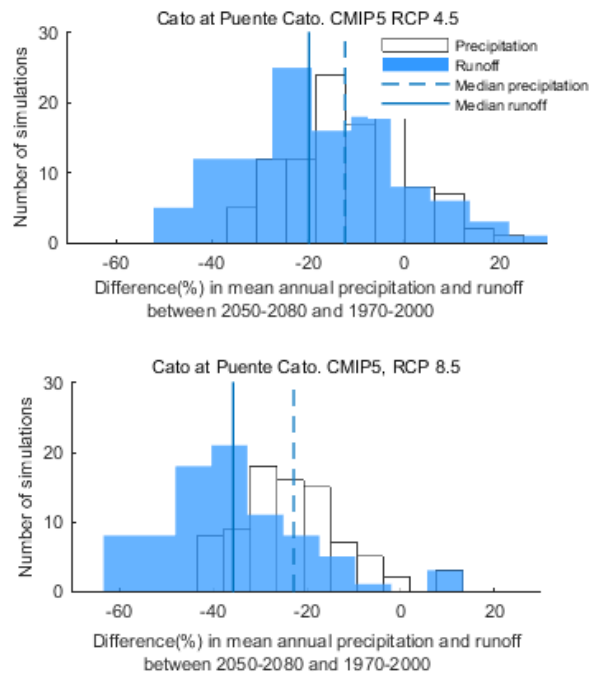 Cato at Puente Cato. CMIP5 RCP 4.5
30
20
10
0
Number of simulations
Precipitation
Runoff
Median precipitation
Median runoff
-60 -40 -20 0 20
Difference(%) in mean annual precipitation and runoff
between 2050-2080 and 1970-2000
Cato at Puente Cato. CMIP5, RCP 8.5
30
20
10
0
Number of simulations
-60 -40 -20 0 20
Difference(%) in mean annual precipitation and runoff
between 2050-2080 and 1970-2000